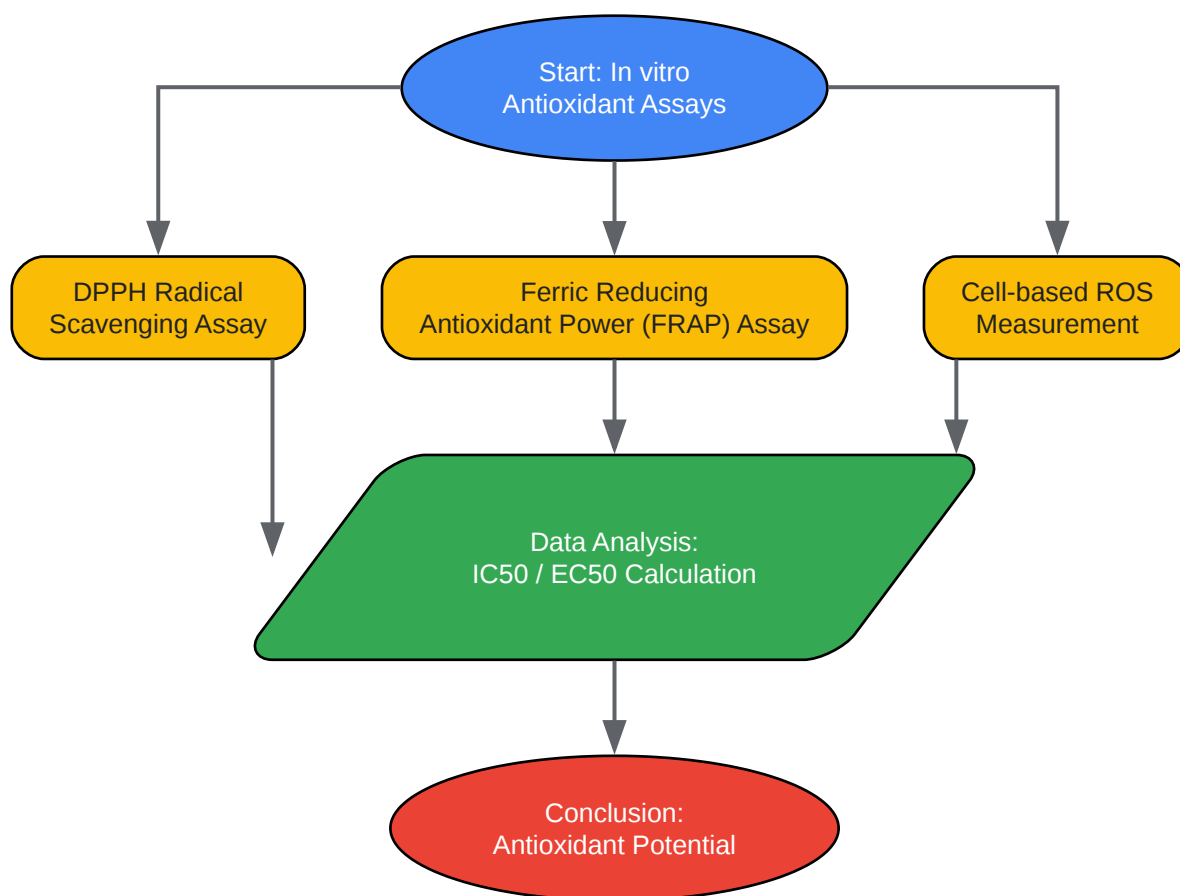 Start: In vitro
Antioxidant Assays
DPPH Radical
Scavenging Assay
Ferric Reducing
Antioxidant Power (FRAP) Assay
Cell-based ROS
Measurement
Data Analysis:
IC50 / EC50 Calculation
Conclusion:
Antioxidant Potential